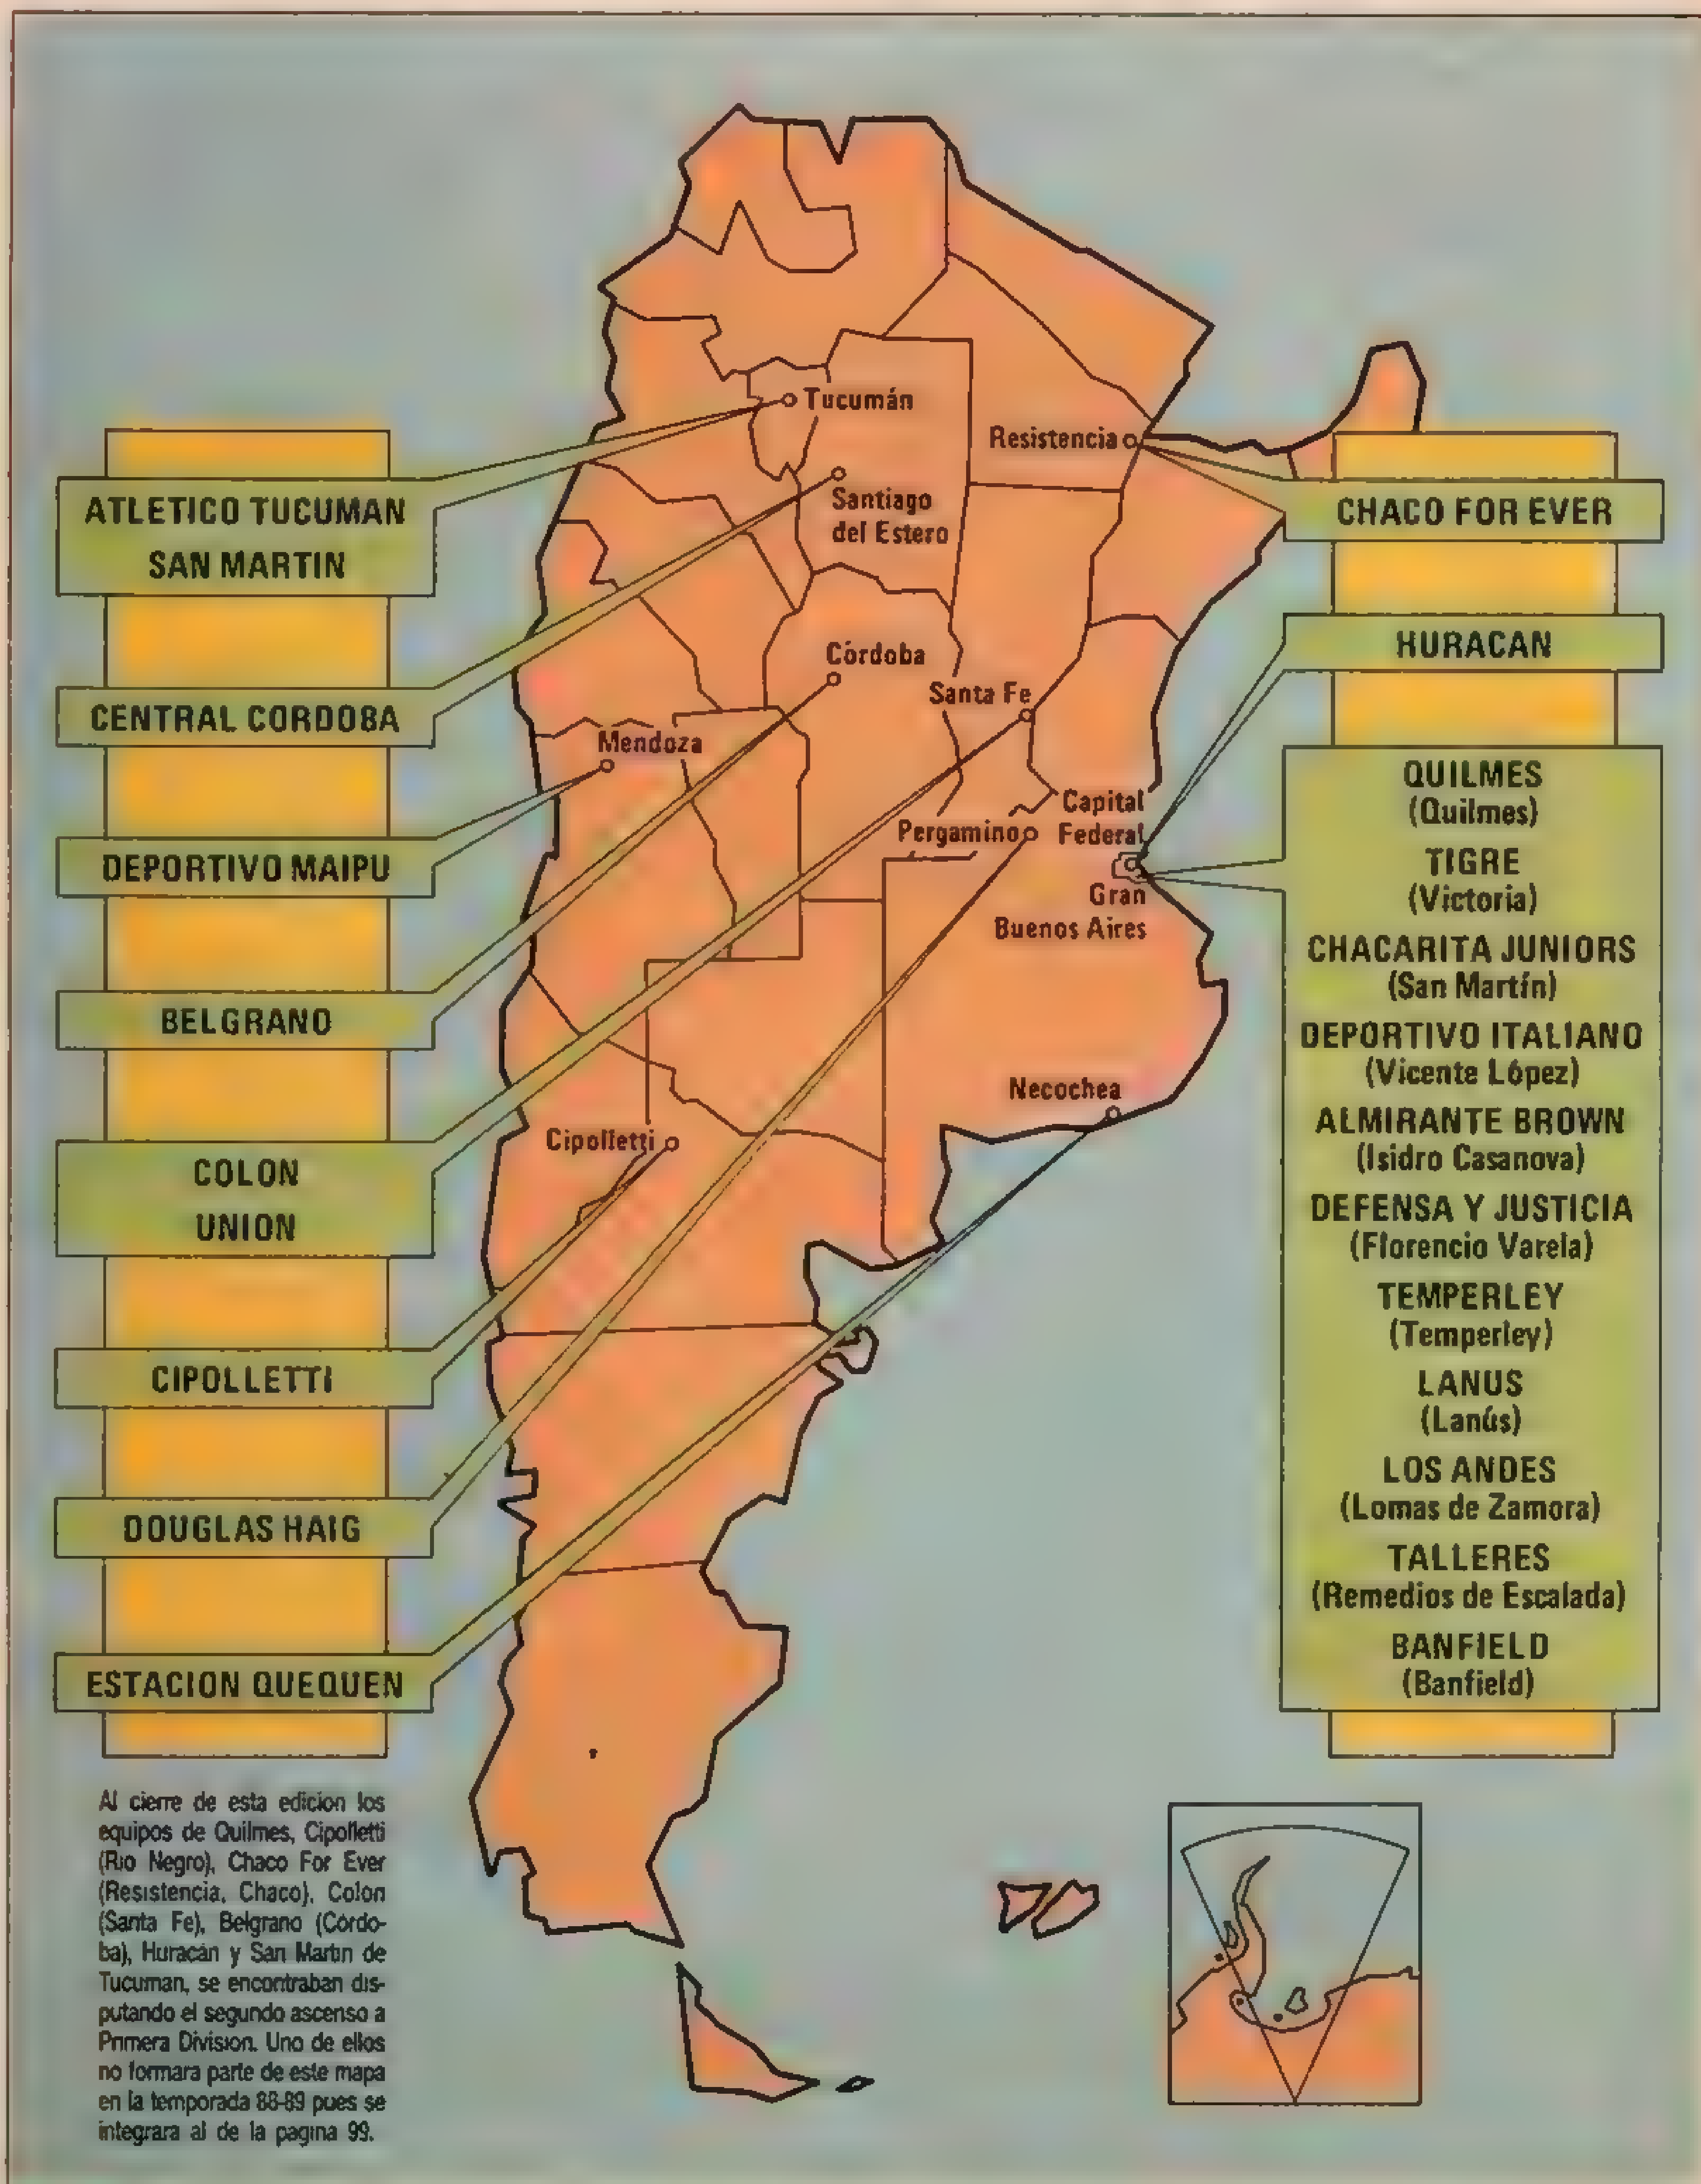 ATLETICO TUCUMAN
SAN MARTIN
CENTRAL CORDOBA
DEPORTIVO MAIPU
BELGRANO
COLON
UNION
CIPOLLETTI
DOUGLAS HAIG
ESTACION QUEQUEN
Tucumán
Resistencia
Santiago
del Estero
Córdoba
Santa Fe
Mendoza
Capital
Federal
Pergamino
Gran
Buenos Aires
Necochea
Cipolletti
CHACO FOR EVER
HURACAN
QUILMES
(Quilmes)
TIGRE
(Victoria)
CHACARITA JUNIORS
(San Martín)
DEPORTIVO ITALIANO
(Vicente López)
ALMIRANTE BROWN
(Isidro Casanova)
DEFENSA Y JUSTICIA
(Florencio Varela)
TEMPERLEY
(Temperley)
LANUS
(Lanús)
LOS ANDES
(Lomas de Zamora)
TALLERES
(Remedios de Escalada)
BANFIELD
(Banfield)
Al cierre de esta edicion los
equipos de Quilmes, Cipolletti
(Rio Negro), Chaco For Ever
(Resistencia, Chaco), Colon
(Santa Fe), Belgrano (Córdo-
ba), Huracán y San Martin de
Tucuman, se encontraban dis-
putando el segundo ascenso a
Primera Division. Uno de ellos
no formara parte de este mapa
en la temporada 88-89 pues se
integrara al de la pagina 99.